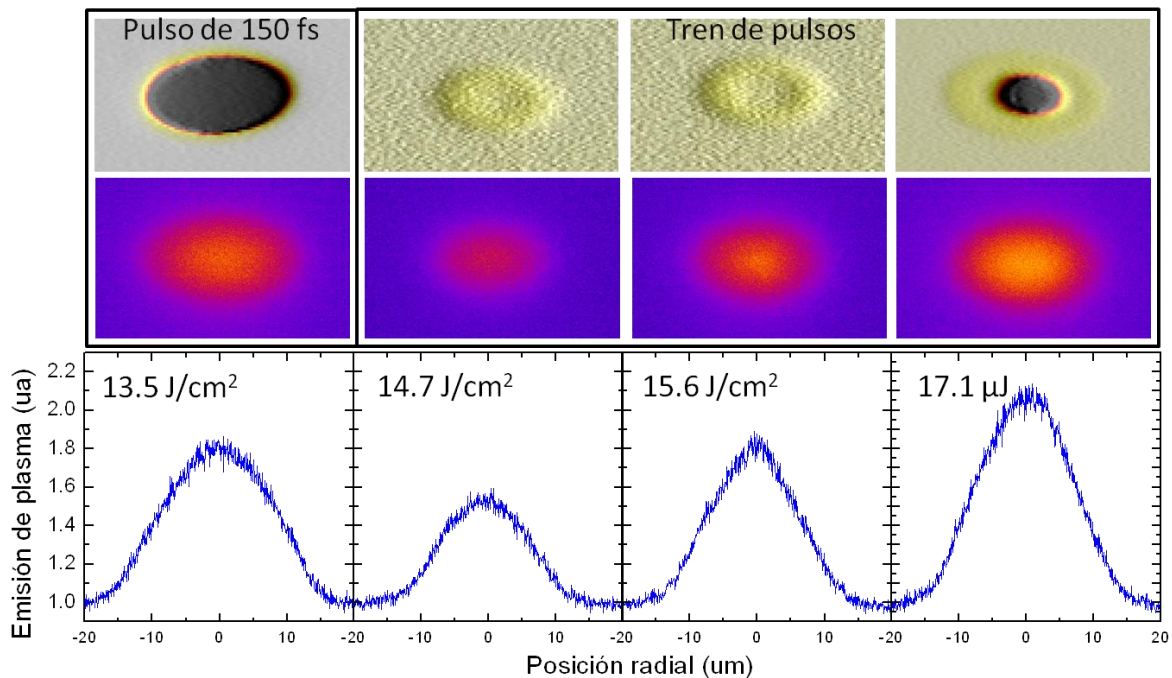 Pulso de 150 fs
Tren de pulsos
13.5 J/cm²
14.7 J/cm²
15.6 J/cm²
17.1 µJ
Emisión de plasma (ua)
2.2
2.0
1.8
1.6
1.4
1.2
1.0
-20 -10 0 10 20 -10 0 10 20 -10 0 10 20 -10 0 10 20
Posición radial (um)